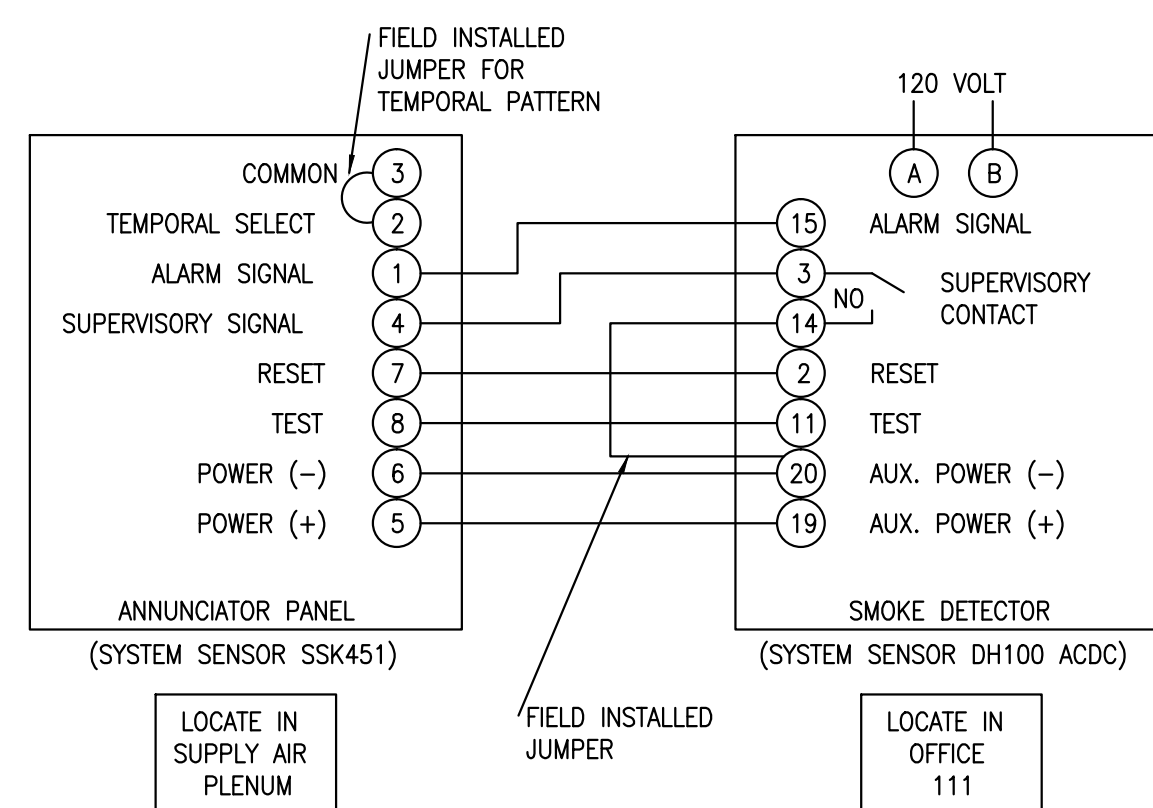 FIELD INSTALLED
JUMPER FOR
TEMPORAL PATTERN
120 VOLT
COMMON 3
TEMPORAL SELECT 2
ALARM SIGNAL 1
SUPERVISORY SIGNAL 4
RESET 7
TEST 8
POWER (−) 6
POWER (+) 5
ANNUNCIATOR PANEL
(SYSTEM SENSOR SSK451)
LOCATE IN
SUPPLY AIR
PLENUM
A B
15 ALARM SIGNAL
3
NO
14
SUPERVISORY
CONTACT
2 RESET
11 TEST
20 AUX. POWER (−)
19 AUX. POWER (+)
SMOKE DETECTOR
(SYSTEM SENSOR DH100 ACDC)
FIELD INSTALLED
JUMPER
LOCATE IN
OFFICE
111